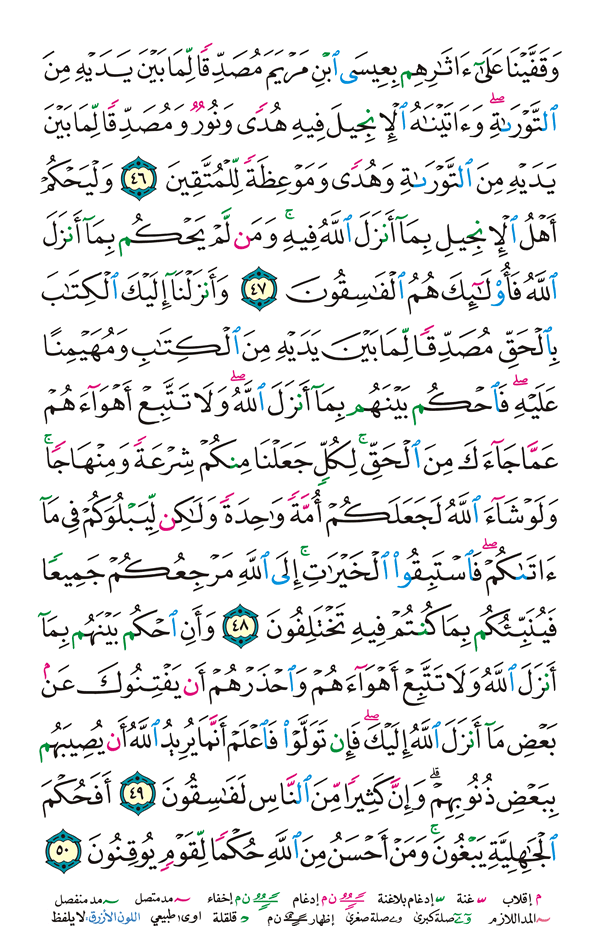 وَقَفَّيْنَا عَلَىٰٓ ءَاثَٰرِهِم بِعِيسَى ٱبْنِ مَرْيَمَ مُصَدِّقًا لِّمَا بَيْنَ يَدَيْهِ مِنَ
ٱلتَّوْرَىٰةِۖ وَءَاتَيْنَٰهُ ٱلْإِنجِيلَ فِيهِ هُدًى وَنُورٌ وَمُصَدِّقًا لِّمَا بَيْنَ
يَدَيْهِ مِنَ ٱلتَّوْرَىٰةِ وَهُدًى وَمَوْعِظَةً لِّلْمُتَّقِينَ ٤٦ وَلْيَحْكُمْ
أَهْلُ ٱلْإِنجِيلِ بِمَآ أَنزَلَ ٱللَّهُ فِيهِۚ وَمَن لَّمْ يَحْكُم بِمَآ أَنزَلَ
ٱللَّهُ فَأُو۟لَٰٓئِكَ هُمُ ٱلْفَٰسِقُونَ ٤٧ وَأَنزَلْنَآ إِلَيْكَ ٱلْكِتَٰبَ
بِٱلْحَقِّ مُصَدِّقًا لِّمَا بَيْنَ يَدَيْهِ مِنَ ٱلْكِتَٰبِ وَمُهَيْمِنًا
عَلَيْهِۖ فَٱحْكُم بَيْنَهُم بِمَآ أَنزَلَ ٱللَّهُۖ وَلَا تَتَّبِعْ أَهْوَآءَهُمْ
عَمَّا جَآءَكَ مِنَ ٱلْحَقِّۚ لِكُلٍّ جَعَلْنَا مِنكُمْ شِرْعَةً وَمِنْهَاجًاۚ
وَلَوْ شَآءَ ٱللَّهُ لَجَعَلَكُمْ أُمَّةً وَٰحِدَةً وَلَٰكِن لِّيَبْلُوَكُمْ فِى مَآ
ءَاتَىٰكُمْۖ فَٱسْتَبِقُوا۟ ٱلْخَيْرَٰتِۚ إِلَى ٱللَّهِ مَرْجِعُكُمْ جَمِيعًا
فَيُنَبِّئُكُم بِمَا كُنتُمْ فِيهِ تَخْتَلِفُونَ ٤٨ وَأَنِ ٱحْكُم بَيْنَهُم بِمَآ
أَنزَلَ ٱللَّهُ وَلَا تَتَّبِعْ أَهْوَآءَهُمْ وَٱحْذَرْهُمْ أَن يَفْتِنُوكَ عَنۢ
بَعْضِ مَآ أَنزَلَ ٱللَّهُ إِلَيْكَۖ فَإِن تَوَلَّوْا۟ فَٱعْلَمْ أَنَّمَا يُرِيدُ ٱللَّهُ أَن يُصِيبَهُم
بِبَعْضِ ذُنُوبِهِمْۗ وَإِنَّ كَثِيرًا مِّنَ ٱلنَّاسِ لَفَٰسِقُونَ ٤٩ أَفَحُكْمَ
ٱلْجَٰهِلِيَّةِ يَبْغُونَۚ وَمَنْ أَحْسَنُ مِنَ ٱللَّهِ حُكْمًا لِّقَوْمٍ يُوقِنُونَ ٥٠
م إقلاب غنة إدغام بلاغنة ن م إدغام ن م إخفاء مد متصل مد منفصل
المد اللازم صلة كبرى صلة صغرى إظهار ن م قلقلة اوى طبيعي اللون الأزرق: لا يلفظ